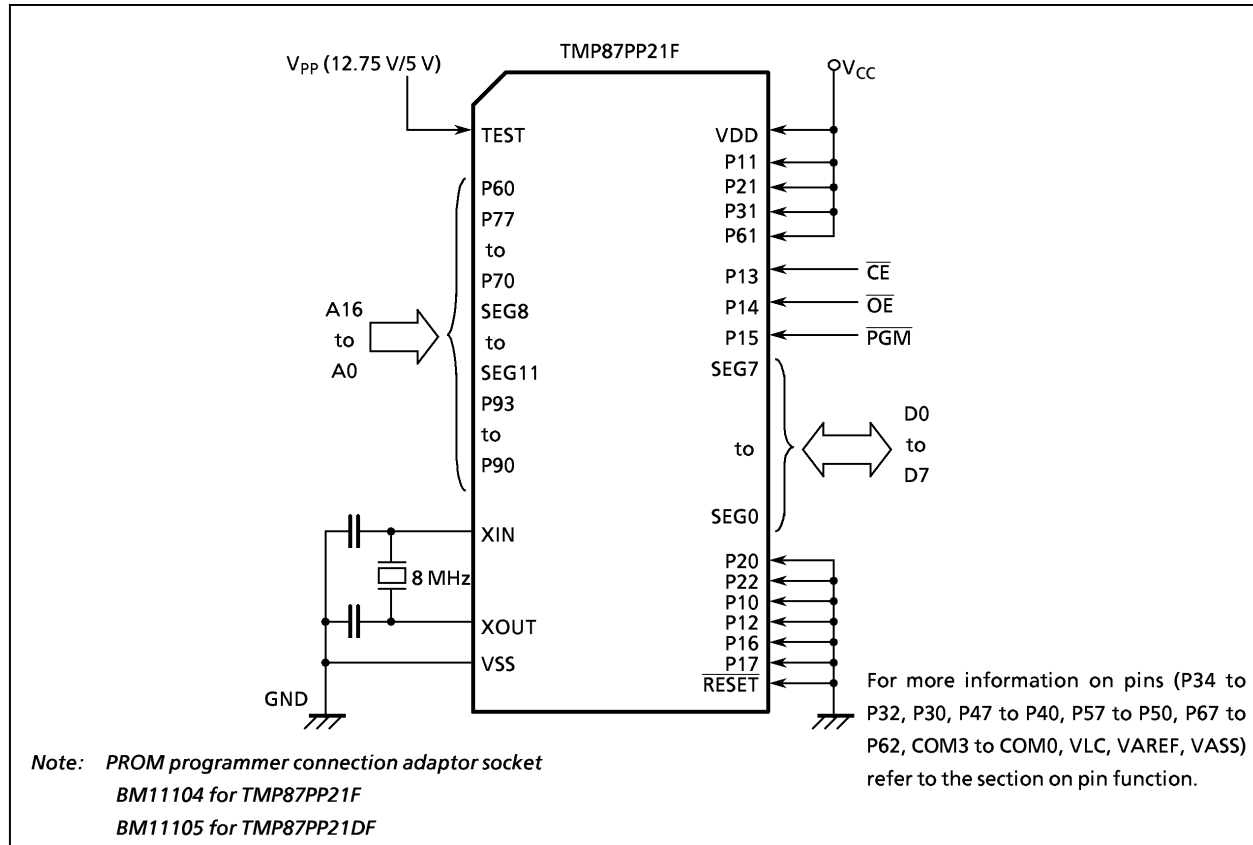 TMP87PP21F
VPP (12.75 V/5 V)
VCC
TEST
P60
P77
to
P70
SEG8
to
SEG11
P93
to
P90
A16
to
A0
XIN
8 MHz
XOUT
VSS
GND
VDD
P11
P21
P31
P61
P13
CE
P14
OE
P15
PGM
SEG7
to
SEG0
D0
to
D7
P20
P22
P10
P12
P16
P17
RESET
For more information on pins (P34 to
P32, P30, P47 to P40, P57 to P50, P67 to
P62, COM3 to COM0, VLC, VAREF, VASS)
refer to the section on pin function.
Note: PROM programmer connection adaptor socket
BM11104 for TMP87PP21F
BM11105 for TMP87PP21DF